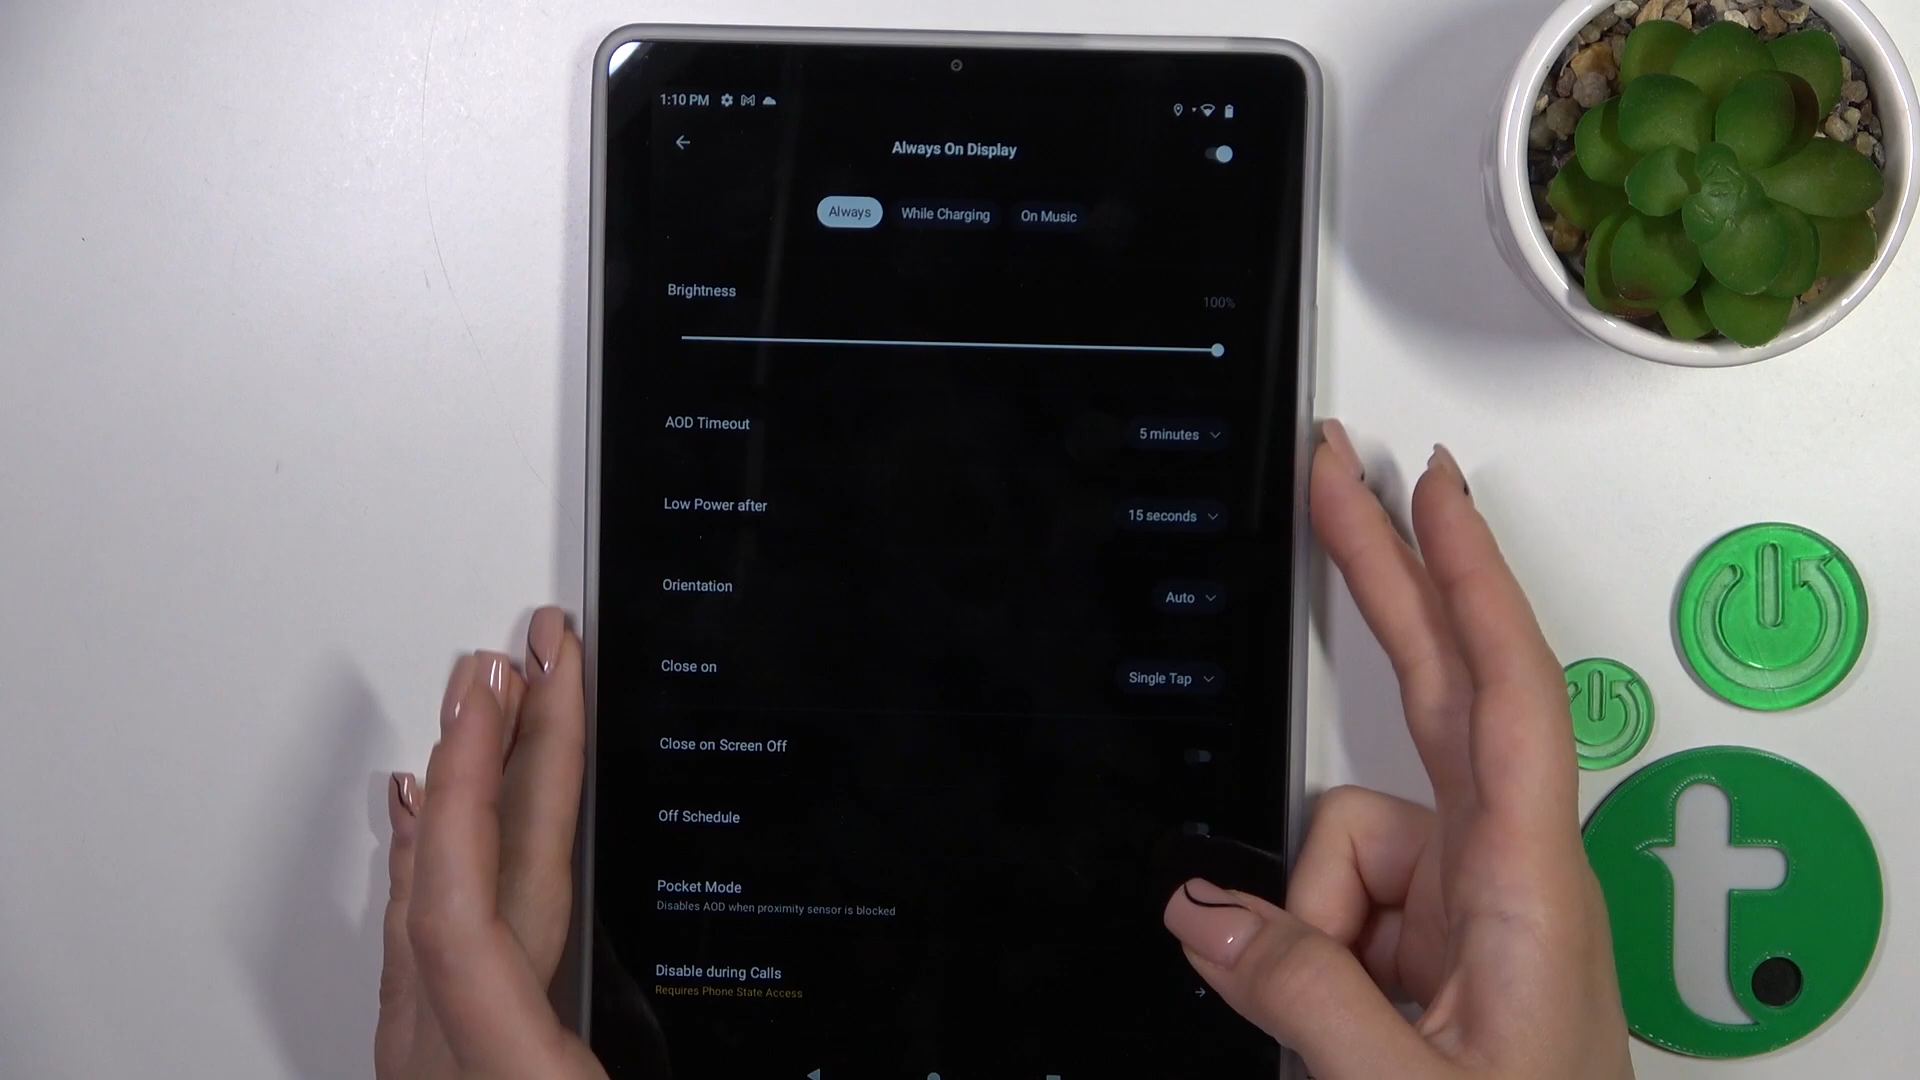 1:10 PM
Always On Display
Always While Charging On Music
Brightness
100%
AOD Timeout
5 minutes
Low Power after
15 seconds
Orientation
Auto
Close on
Single Tap
Close on Screen Off
Off Schedule
Pocket Mode
Disables AOD when proximity sensor is blocked
Disable during Calls
Requires Phone State Access
t